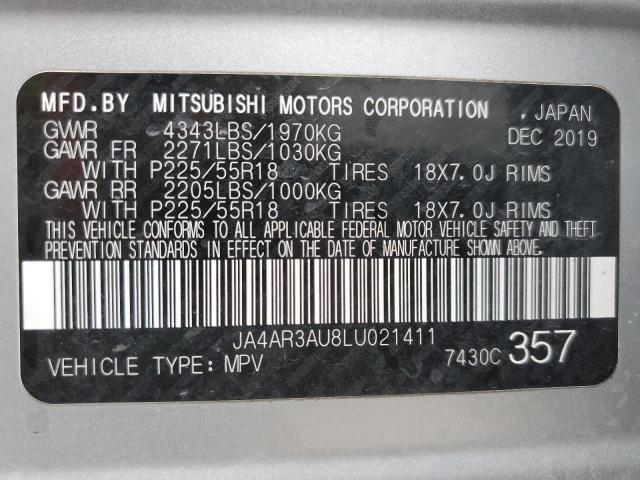 MFD.BY MITSUBISHI MOTORS CORPORATION , JAPAN
GVWR 4343LBS/1970KG DEC 2019
GAWR FR 2271LBS/1030KG
WITH P225/55R18 TIRES 18X7.0J RIMS
GAWR RR 2205LBS/1000KG
WITH P225/55R18 TIRES 18X7.0J RIMS
THIS VEHICLE CONFORMS TO ALL APPLICABLE FEDERAL MOTOR VEHICLE SAFETY AND THEFT
PREVENTION STANDARDS IN EFFECT ON THE DATE OF MANUFACTURE SHOWN ABOVE.
JA4AR3AU8LU021411
VEHICLE TYPE: MPV 7430C 357